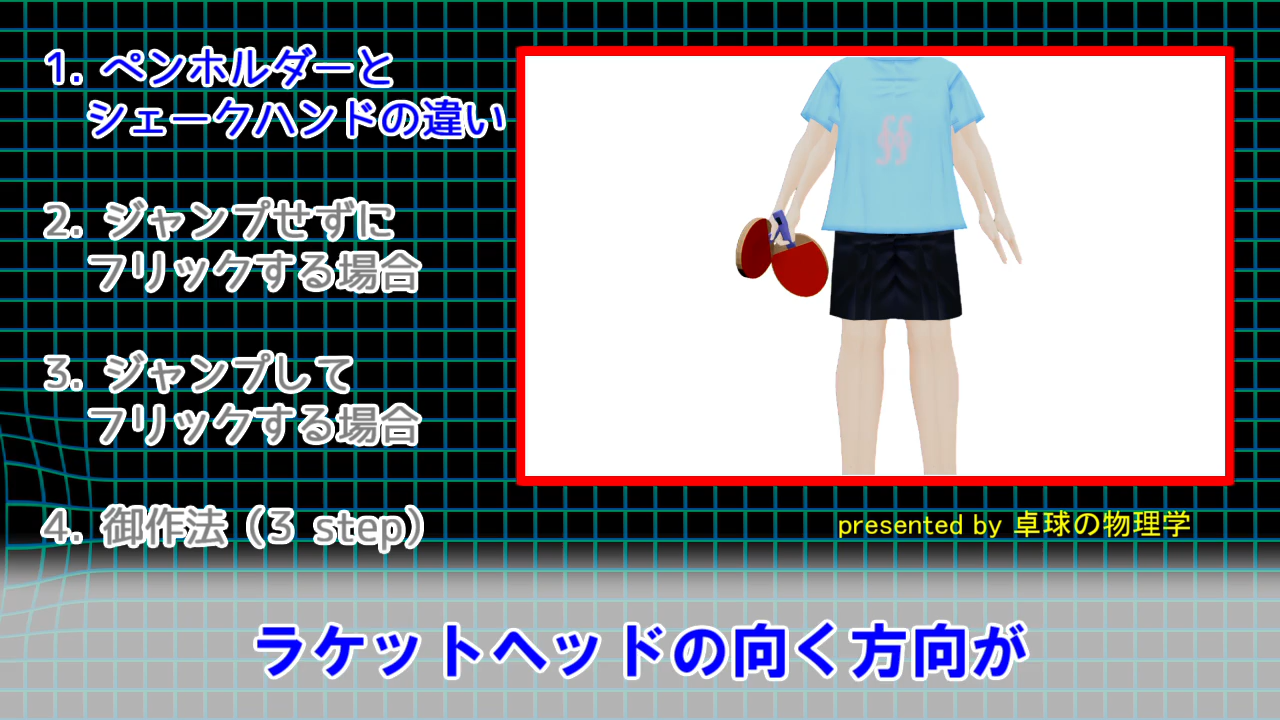 1. ペンホルダーと
シェークハンドの違い
2. ジャンプせずに
フリックする場合
3. ジャンプして
フリックする場合
4. 御作法 (3 step)
presented by 卓球の物理学
ラケットヘッドの向く方向が